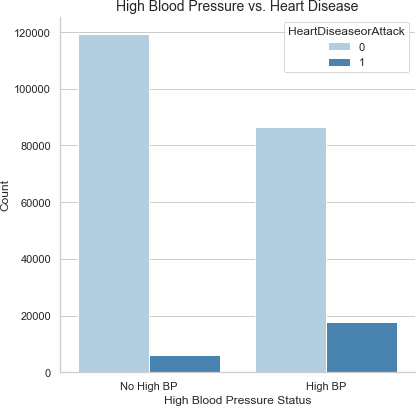 High Blood Pressure vs. Heart Disease
HeartDiseaseorAttack
0
1
120000
100000
80000
60000
40000
20000
0
Count
No High BP
High BP
High Blood Pressure Status